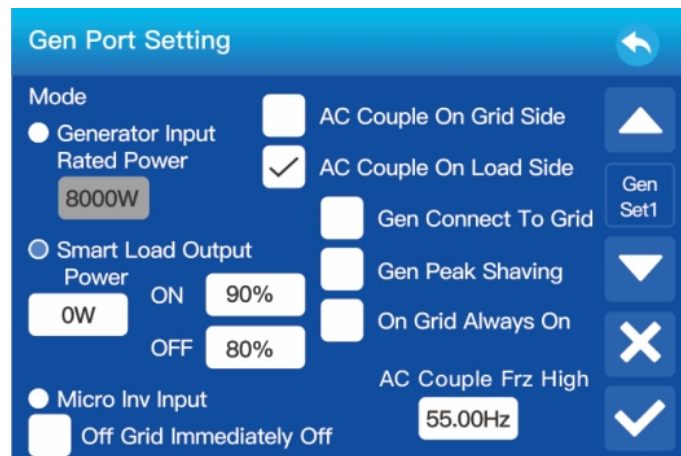 Gen Port Setting
Mode
Generator Input
Rated Power
8000W
Smart Load Output
Power
0W
ON 90%
OFF 80%
Micro Inv Input
Off Grid Immediately Off
AC Couple On Grid Side
AC Couple On Load Side
Gen Connect To Grid
Gen Peak Shaving
On Grid Always On
AC Couple Frz High
55.00Hz
Gen
Set1